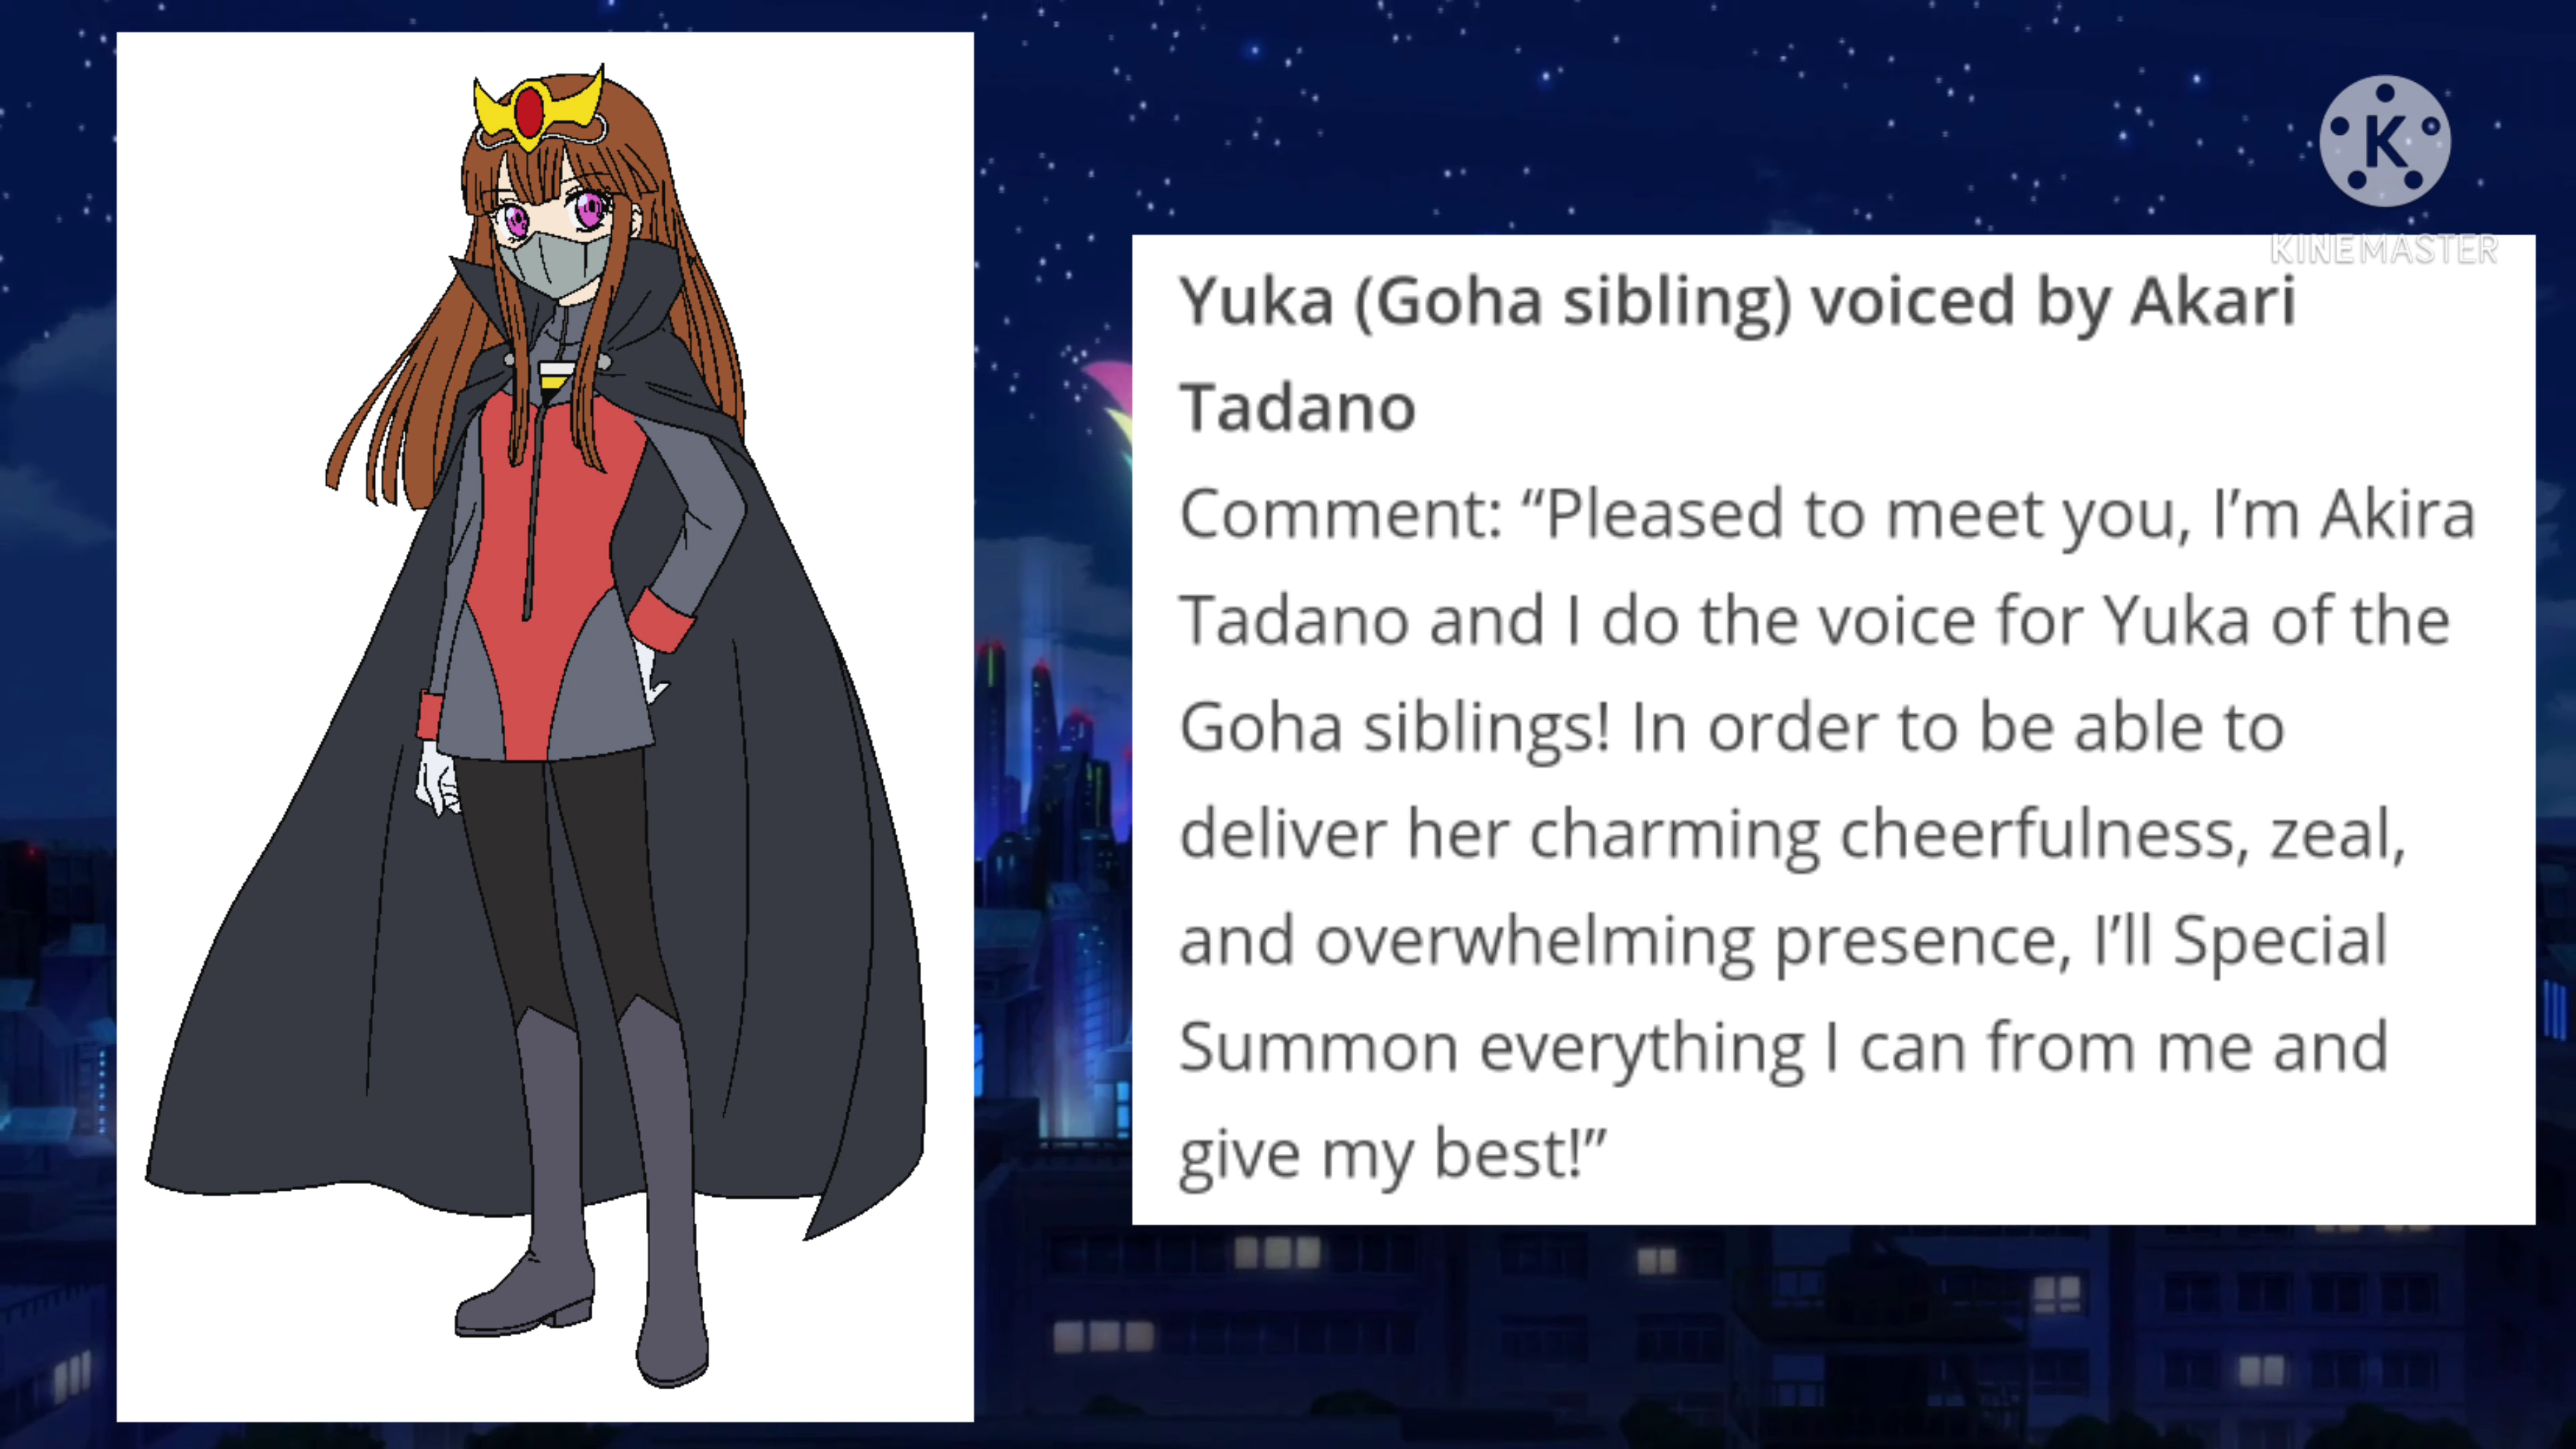 K
KINEMASTER
Yuka (Goha sibling) voiced by Akari
Tadano
Comment: “Pleased to meet you, I’m Akira
Tadano and I do the voice for Yuka of the
Goha siblings! In order to be able to
deliver her charming cheerfulness, zeal,
and overwhelming presence, I’ll Special
Summon everything I can from me and
give my best!”